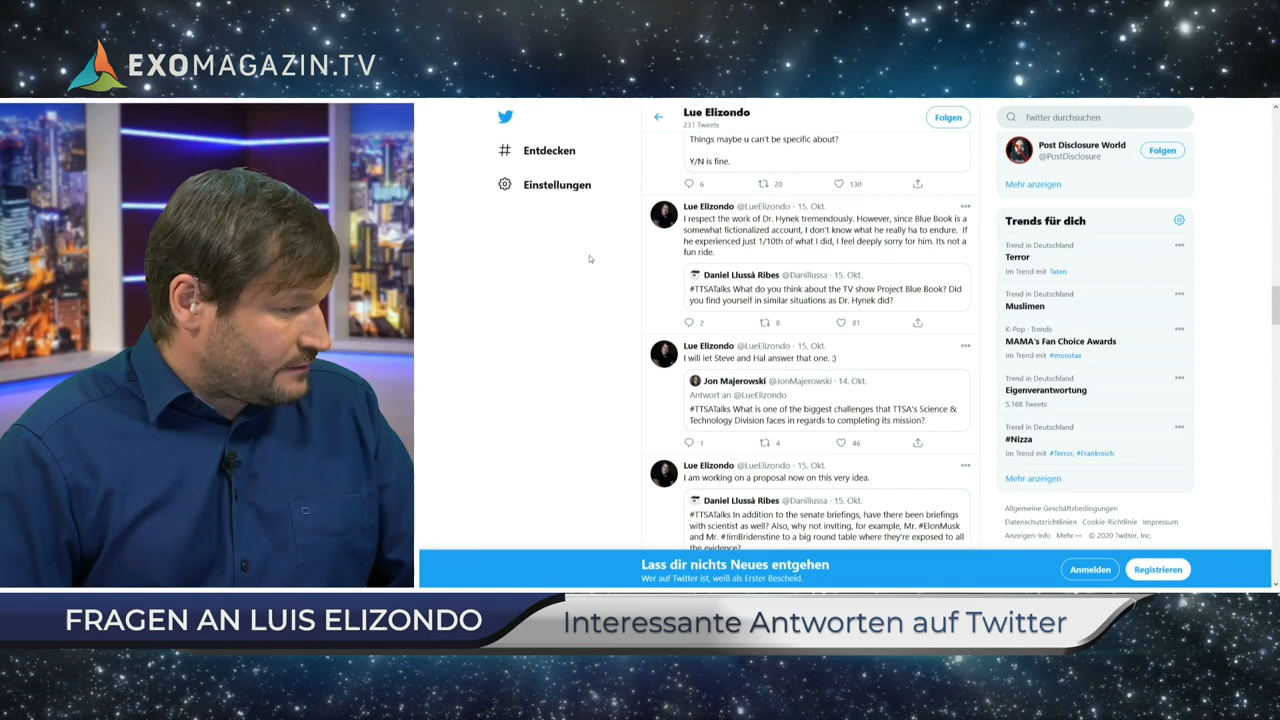 EXOMAGAZIN.TV
Entdecken
Einstellungen
Lue Elizondo
231 Tweets
Folgen
Things maybe u can't be specific about?
Y/N is fine.
6 20 130
Lue Elizondo @LueElizondo · 15. Okt.
I respect the work of Dr. Hynek tremendously. However, since Blue Book is a
somewhat fictionalized account, I don't know what he really ha to endure. If
he experienced just 1/10th of what I did, I feel deeply sorry for him. Its not a
fun ride.
Daniel Llussà Ribes @Danillussa · 15. Okt.
#TTSATalks What do you think about the TV show Project Blue Book? Did
you find yourself in similar situations as Dr. Hynek did?
2 8 81
Lue Elizondo @LueElizondo · 15. Okt.
I will let Steve and Hal answer that one. :)
Jon Majerowski @JonMajerowski · 14. Okt.
Antwort an @LueElizondo
#TTSATalks What is one of the biggest challenges that TTSA's Science &
Technology Division faces in regards to completing its mission?
1 4 46
Lue Elizondo @LueElizondo · 15. Okt.
I am working on a proposal now on this very idea.
Daniel Llussà Ribes @Danillussa · 15. Okt.
#TTSATalks In addition to the senate briefings, have there been briefings
with scientist as well? Also, why not inviting, for example, Mr. #ElonMusk
and Mr. #JimBridenstine to a big round table where they're exposed to all
the evidence?
Twitter durchsuchen
Post Disclosure World
@PostDisclosure
Folgen
Mehr anzeigen
Trends für dich
Trend in Deutschland
Terror
Im Trend mit Taten
Trend in Deutschland
Muslimen
K-Pop · Trends
MAMA's Fan Choice Awards
Im Trend mit #monstax
Trend in Deutschland
Eigenverantwortung
5.168 Tweets
Trend in Deutschland
#Nizza
Im Trend mit #Terror, #Frankreich
Mehr anzeigen
Allgemeine Geschäftsbedingungen
Datenschutzrichtlinien Cookie-Richtlinie Impressum
Anzeigen-Info Mehr ··· © 2020 Twitter, Inc.
Lass dir nichts Neues entgehen
Wer auf Twitter ist, weiß als Erster Bescheid.
Anmelden
Registrieren
FRAGEN AN LUIS ELIZONDO
Interessante Antworten auf Twitter